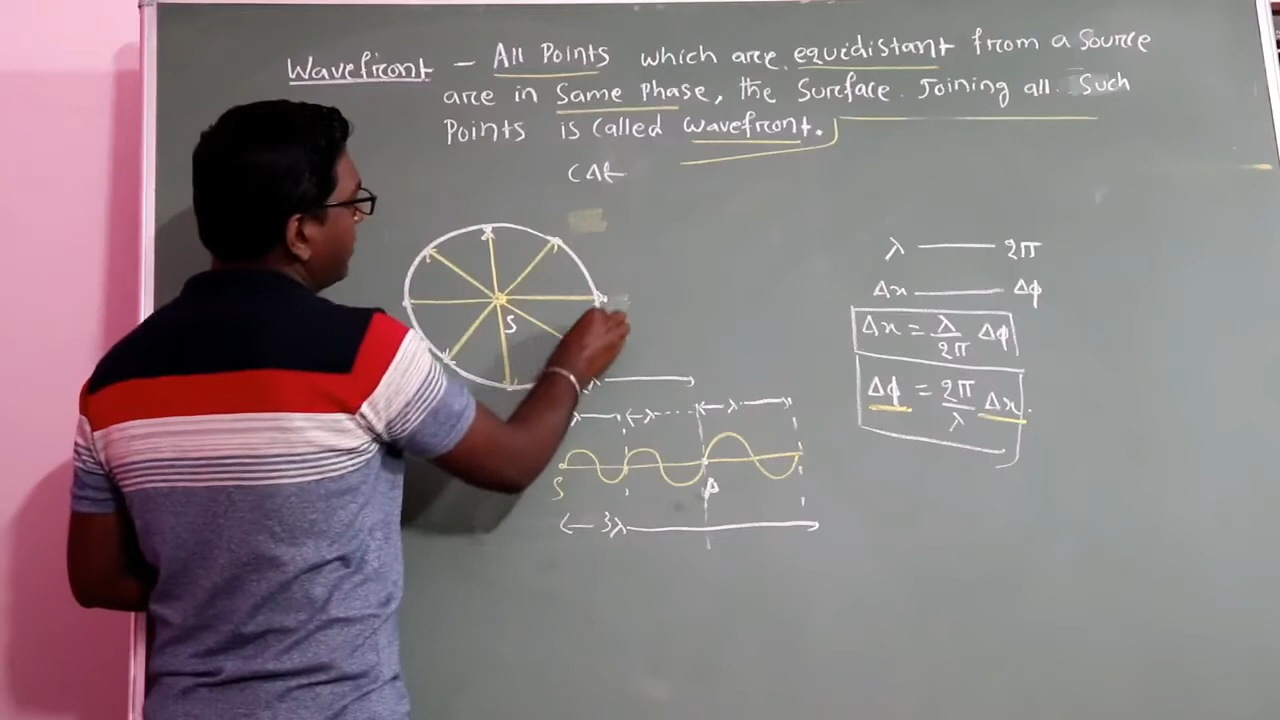 Wavefront - All Points which are equidistant from a Source
are in Same Phase, the Surface Joining all Such
Points is called Wavefront.
S
λ 2π
Δx Δϕ
Δx = λ/2π Δϕ
Δϕ = 2π/λ Δx
λ λ λ
S
3λ